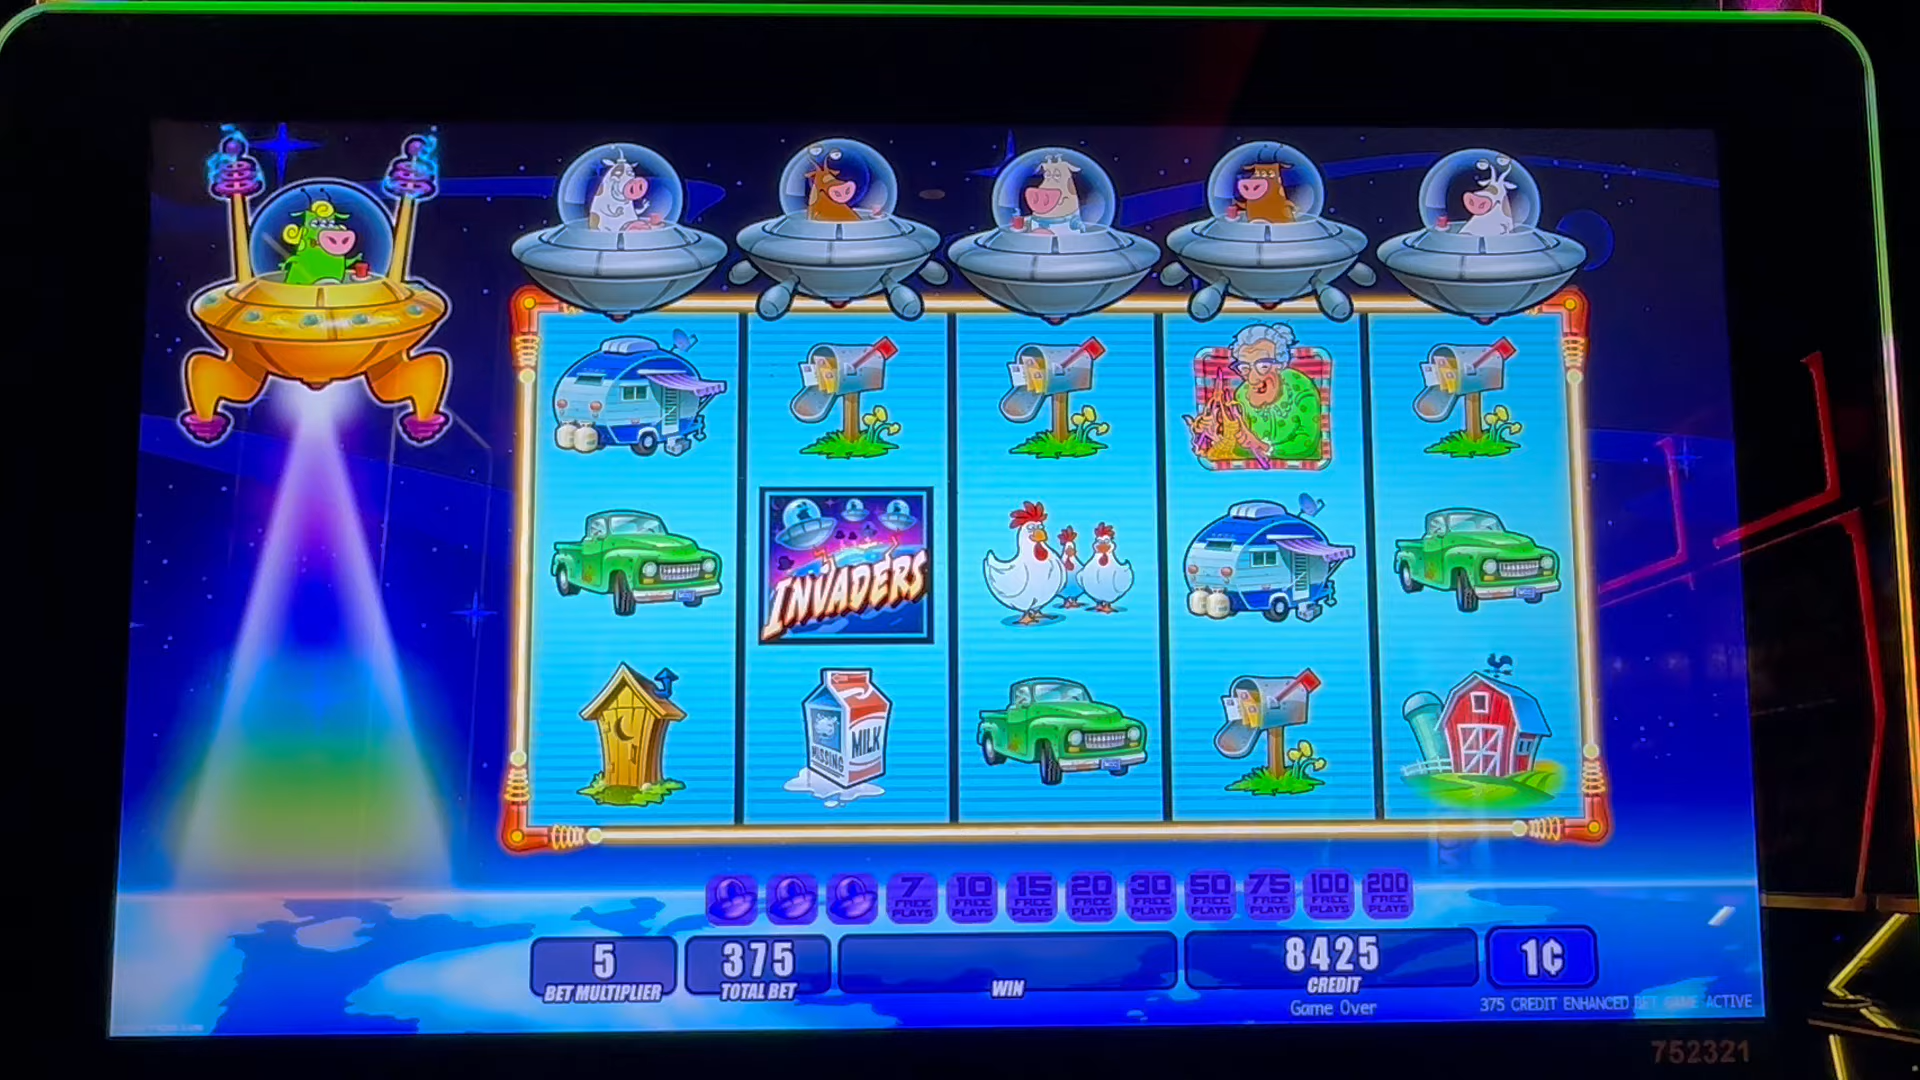 INVADERS
MISSING
MILK
7 FREE PLAYS
10 FREE PLAYS
15 FREE PLAYS
20 FREE PLAYS
30 FREE PLAYS
50 FREE PLAYS
75 FREE PLAYS
100 FREE PLAYS
200 FREE PLAYS
5
BET MULTIPLIER
375
TOTAL BET
WIN
8425
CREDIT
1¢
Game Over
375 CREDIT ENHANCED BET GAME ACTIVE
752321